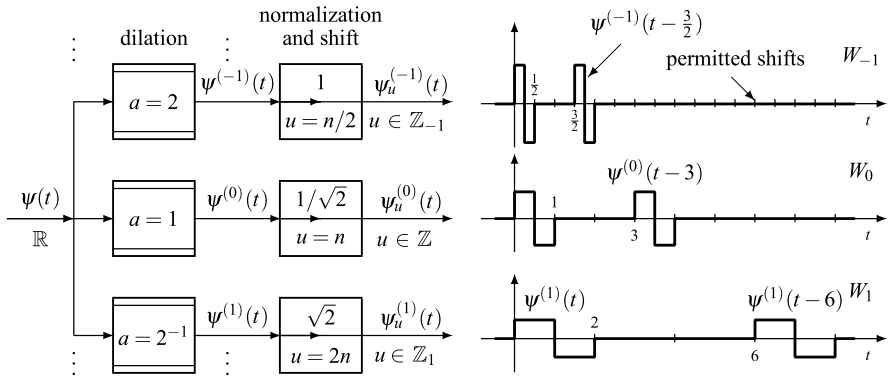 dilation
normalization
and shift
a = 2
ψ^(−1)(t)
1
u = n/2
ψ_u^(−1)(t)
u ∈ ℤ_−1
ψ(t)
ℝ
a = 1
ψ^(0)(t)
1/√2
u = n
ψ_u^(0)(t)
u ∈ ℤ
a = 2^−1
ψ^(1)(t)
√2
u = 2n
ψ_u^(1)(t)
u ∈ ℤ_1
ψ^(−1)(t − 3/2)
permitted shifts
W_−1
1/2
3/2
t
ψ^(0)(t − 3)
W_0
1
3
t
ψ^(1)(t)
ψ^(1)(t − 6)
W_1
2
6
t